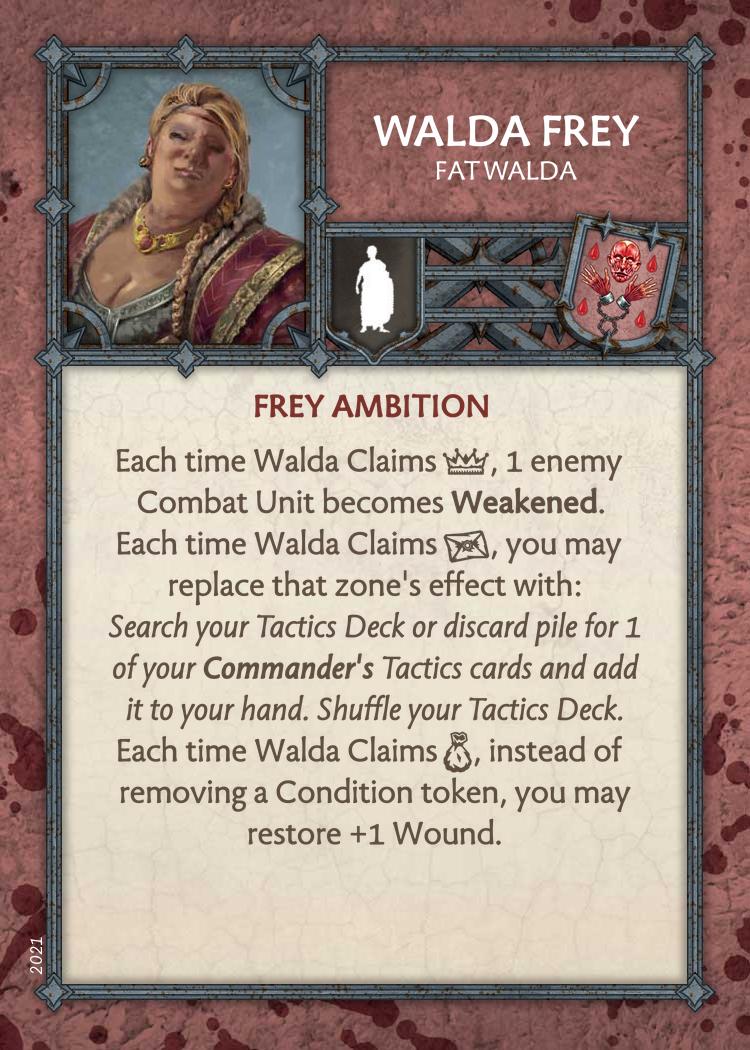 WALDA FREY
FAT WALDA
FREY AMBITION
Each time Walda Claims , 1 enemy
Combat Unit becomes Weakened.
Each time Walda Claims , you may
replace that zone's effect with:
Search your Tactics Deck or discard pile for 1
of your Commander's Tactics cards and add
it to your hand. Shuffle your Tactics Deck.
Each time Walda Claims , instead of
removing a Condition token, you may
restore +1 Wound.
2021